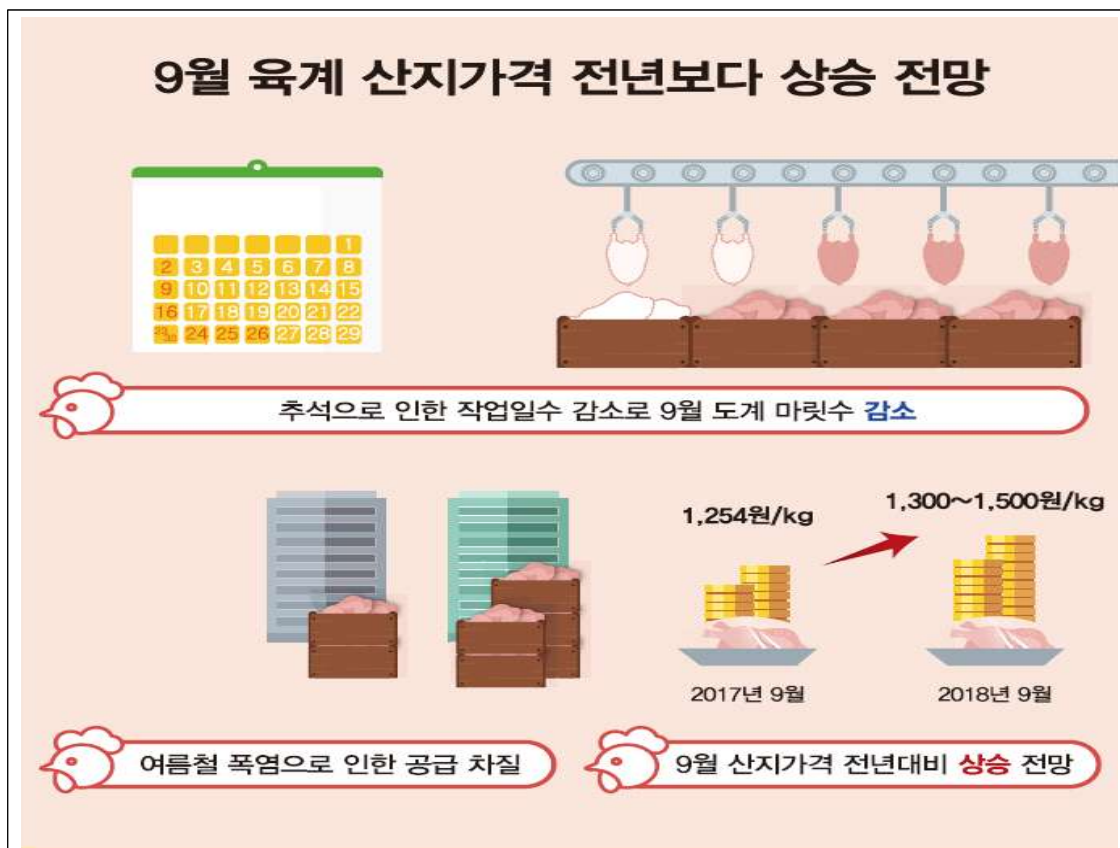 9월 육계 산지가격 전년보다 상승 전망
1
2 3 4 5 6 7 8
9 10 11 12 13 14 15
16 17 18 19 20 21 22
23/30 24 25 26 27 28 29
추석으로 인한 작업일수 감소로 9월 도계 마릿수 감소
1,254원/kg
1,300~1,500원/kg
2017년 9월
2018년 9월
여름철 폭염으로 인한 공급 차질
9월 산지가격 전년대비 상승 전망